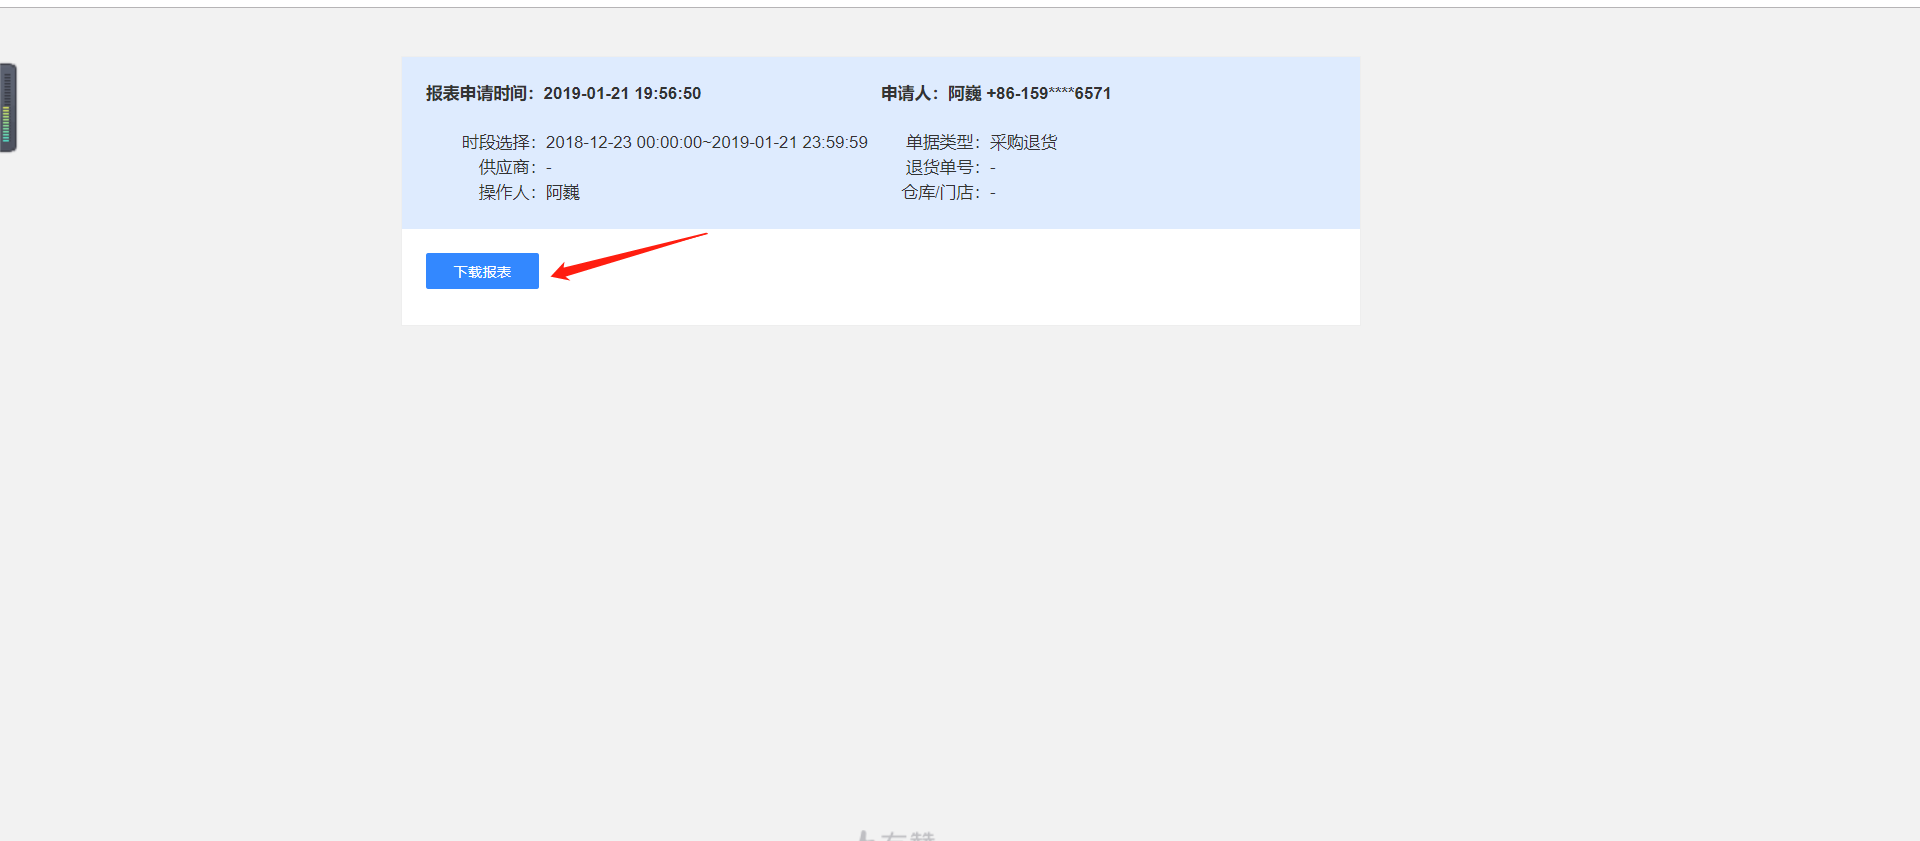 报表申请时间：2019-01-21 19:56:50 申请人：阿巍 +86-159****6571
时段选择：2018-12-23 00:00:00~2019-01-21 23:59:59 单据类型：采购退货
供应商：- 退货单号：-
操作人：阿巍 仓库/门店：-
下载报表
有赞